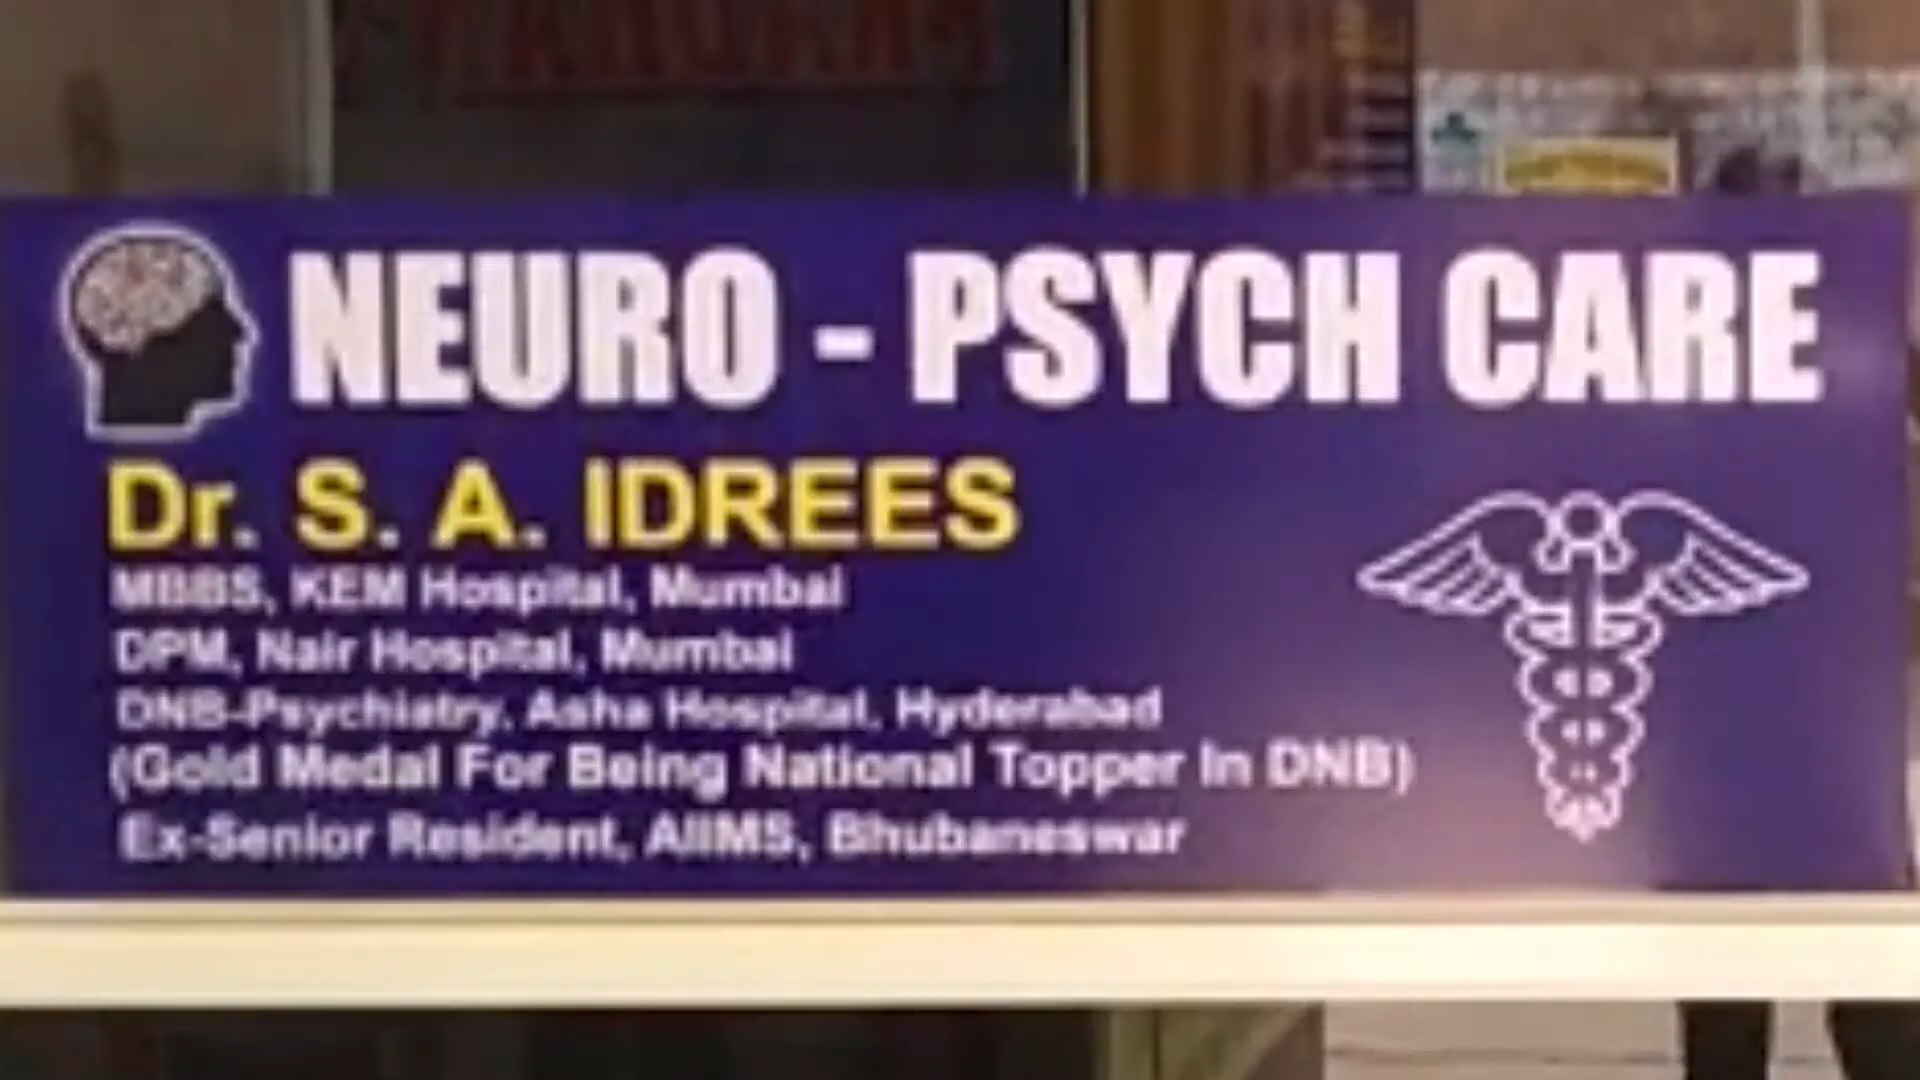 NEURO - PSYCH CARE
Dr. S. A. IDREES
MBBS, KEM Hospital, Mumbai
DPM, Nair Hospital, Mumbai
DNB-Psychiatry, Asha Hospital, Hyderabad
(Gold Medal For Being National Topper In DNB)
Ex-Senior Resident, AIIMS, Bhubaneswar